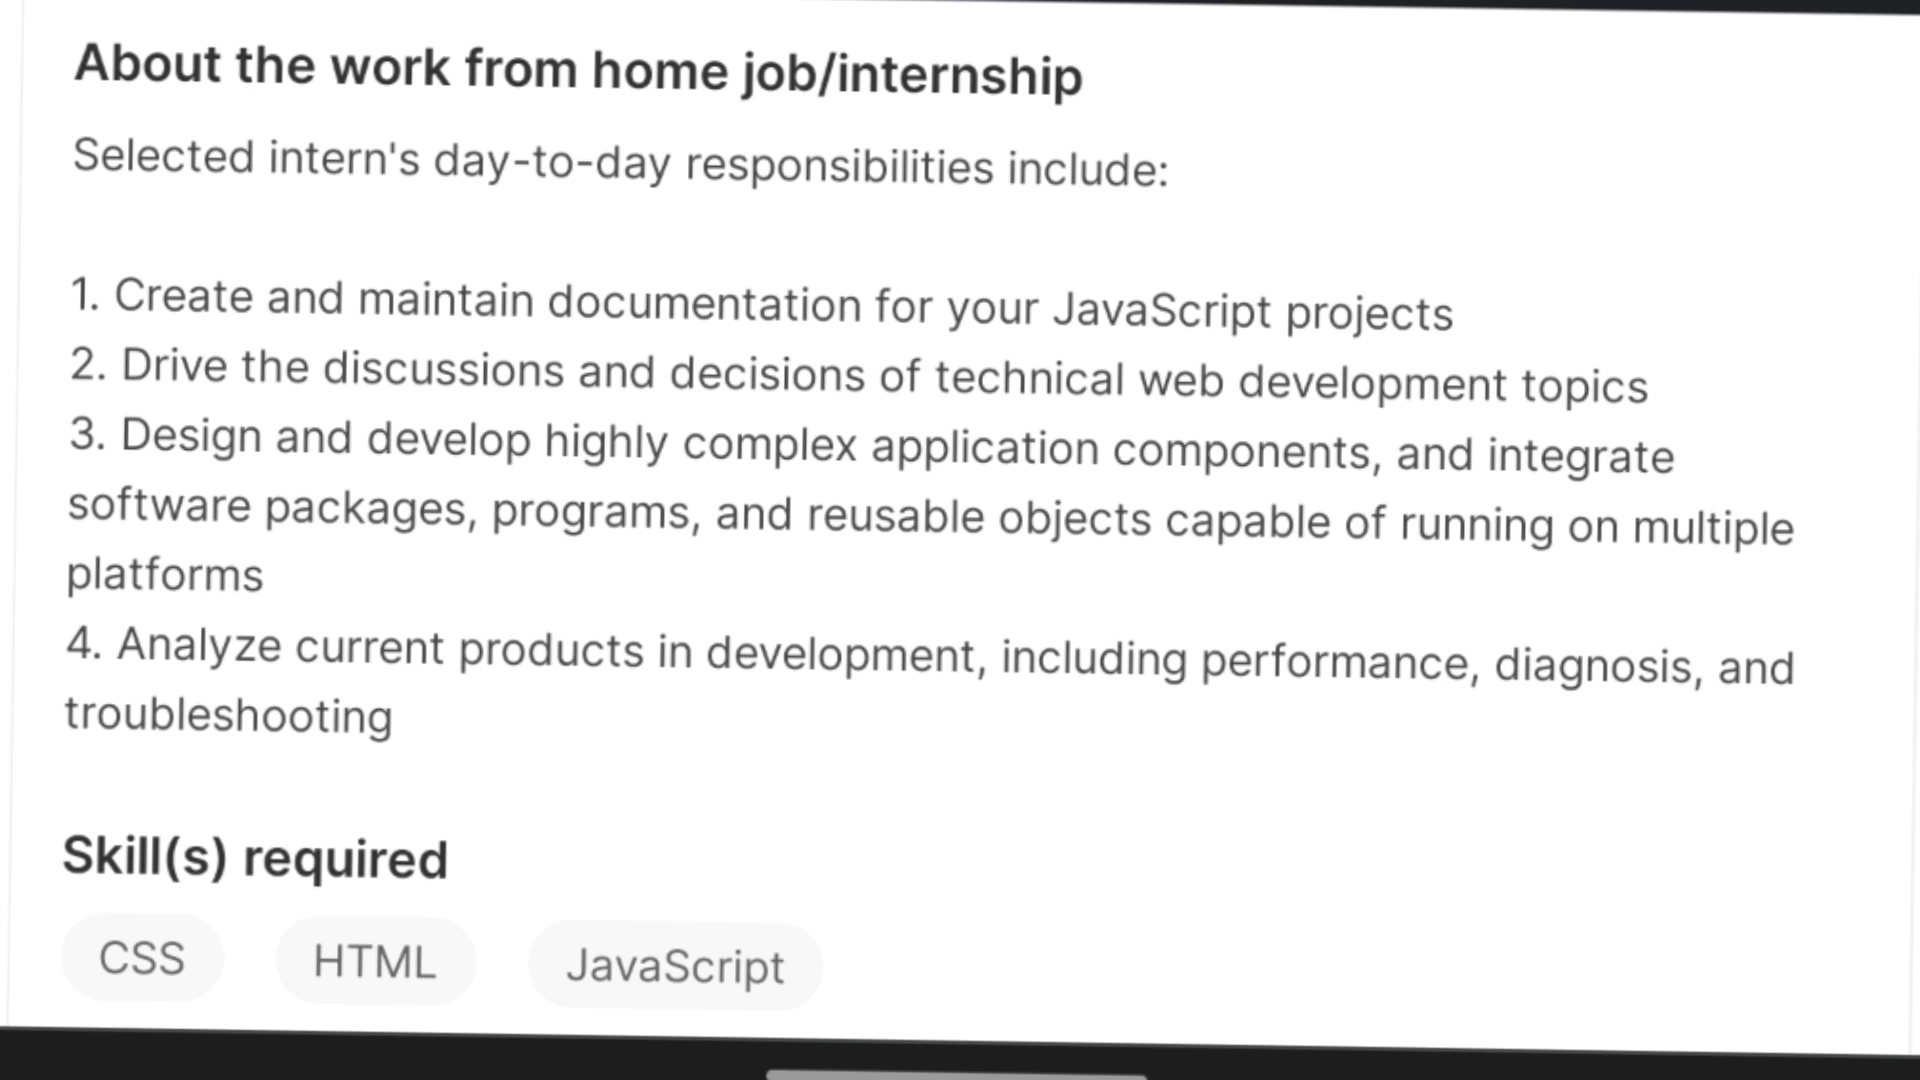 About the work from home job/internship
Selected intern's day-to-day responsibilities include:
1. Create and maintain documentation for your JavaScript projects
2. Drive the discussions and decisions of technical web development topics
3. Design and develop highly complex application components, and integrate
software packages, programs, and reusable objects capable of running on multiple
platforms
4. Analyze current products in development, including performance, diagnosis, and
troubleshooting
Skill(s) required
CSS HTML JavaScript